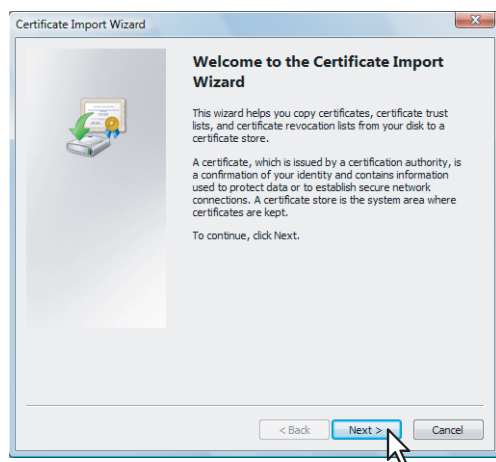 Certificate Import Wizard
Welcome to the Certificate Import
Wizard
This wizard helps you copy certificates, certificate trust
lists, and certificate revocation lists from your disk to a
certificate store.
A certificate, which is issued by a certification authority, is
a confirmation of your identity and contains information
used to protect data or to establish secure network
connections. A certificate store is the system area where
certificates are kept.
To continue, click Next.
< Back Next > Cancel